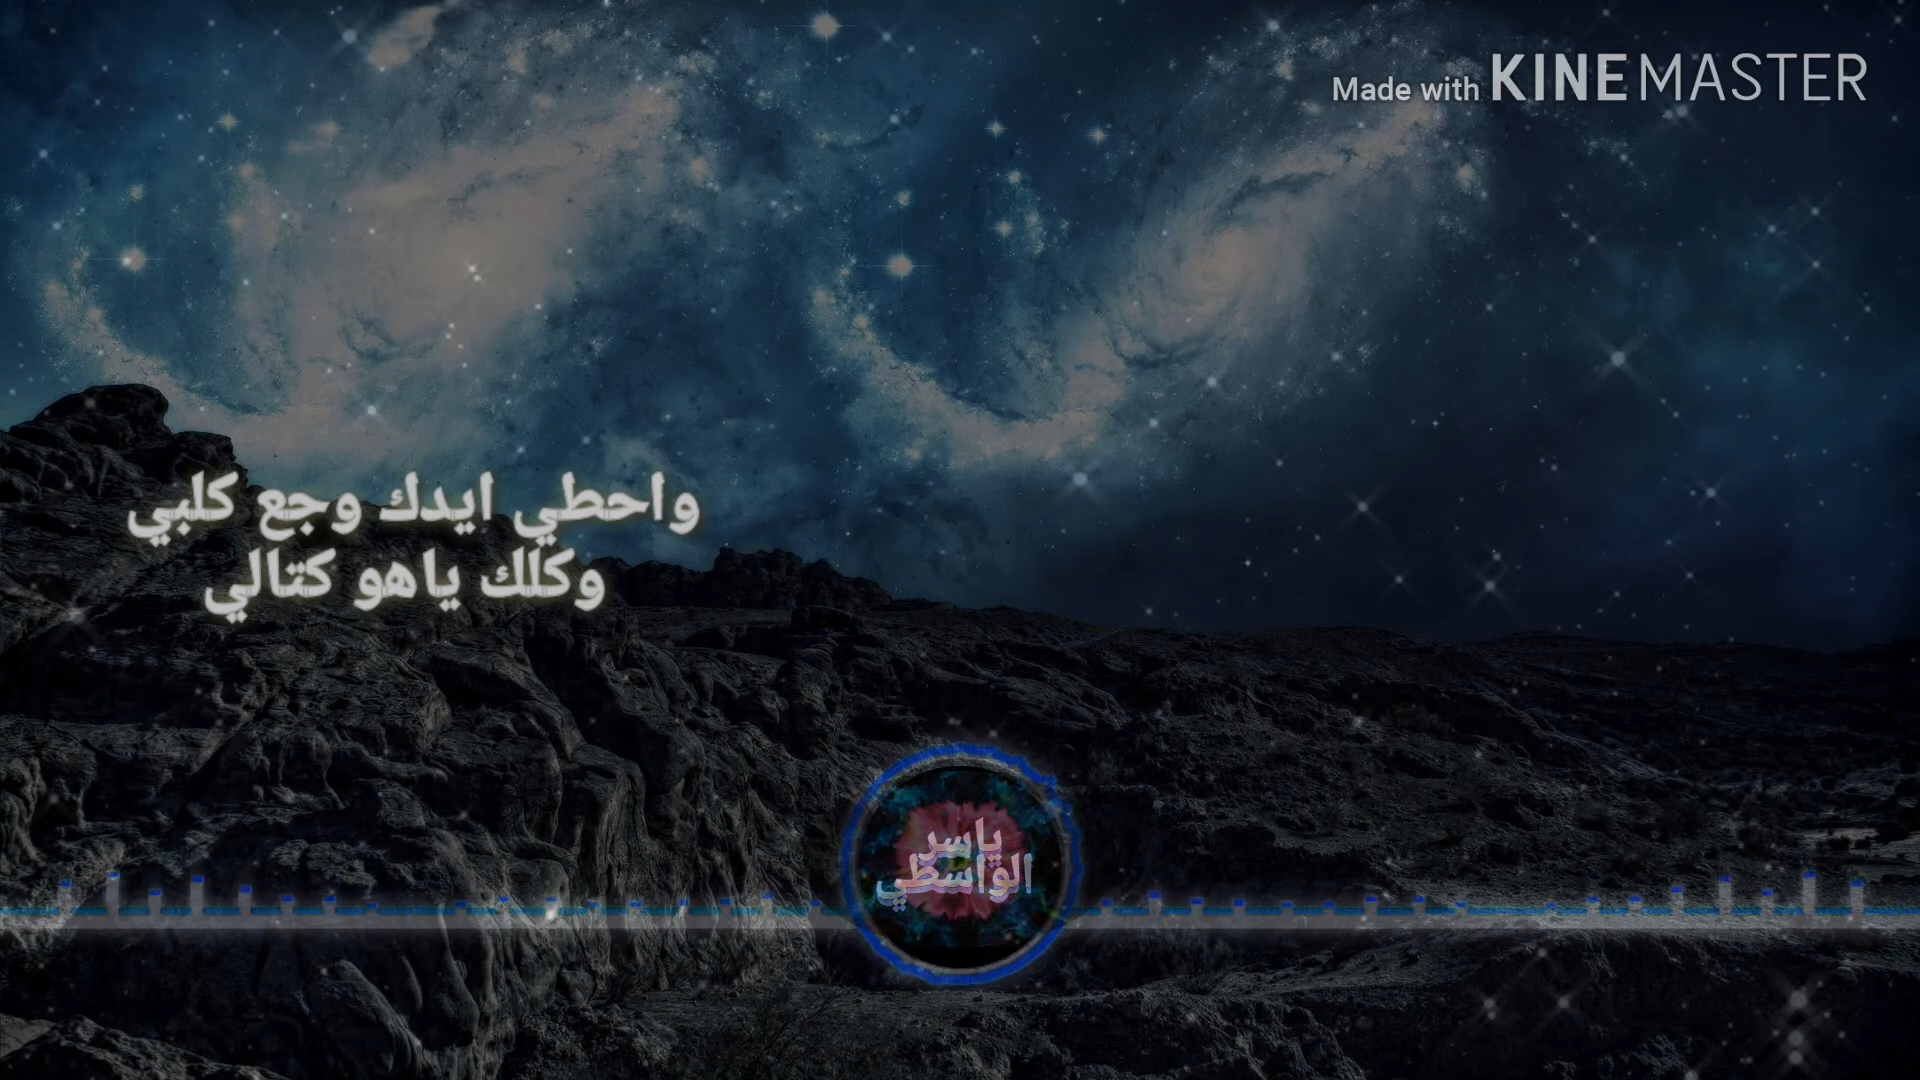 Made with KINEMASTER
واحطي ايدك وجع كلبي
وكلك ياهو كتالي
ياسر
الواسطي